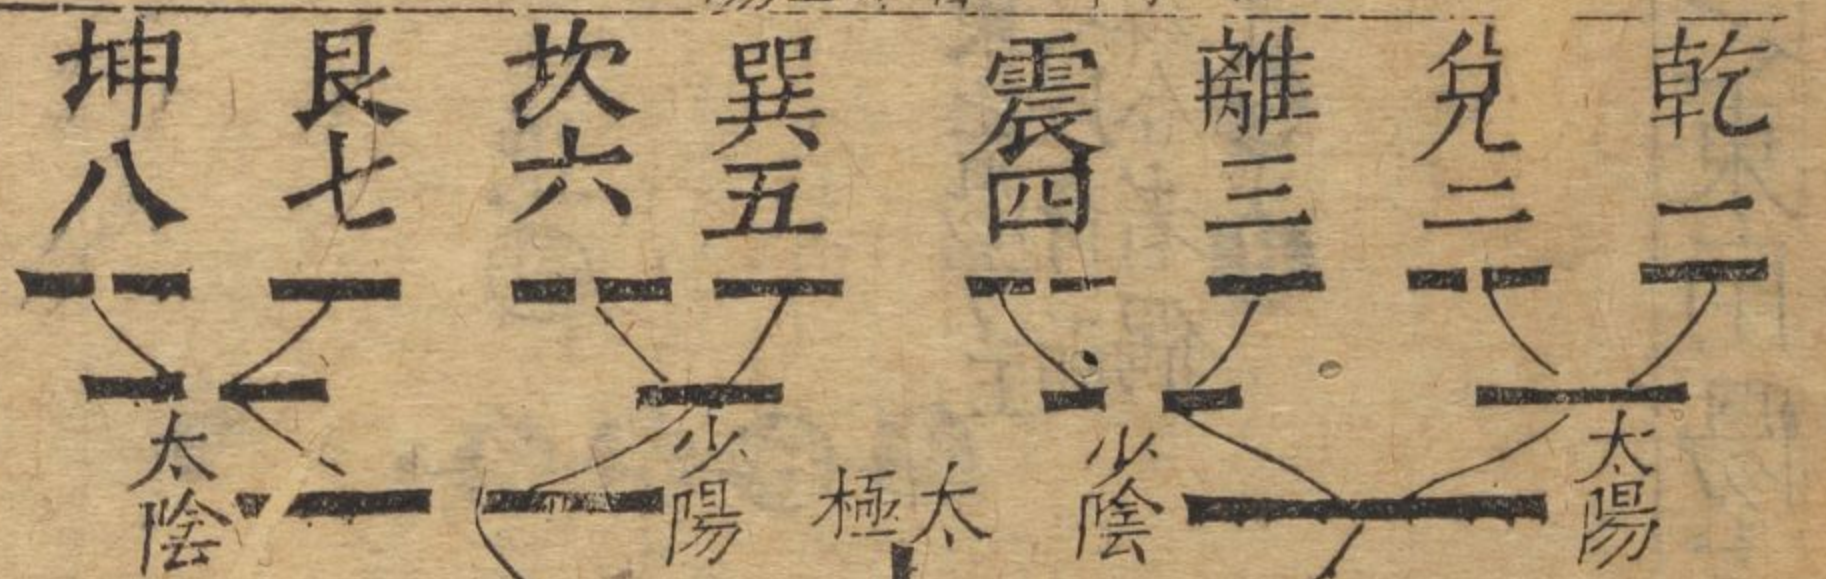 乾一
兌二
離三
震四
巽五
坎六
艮七
坤八
太陽
少陰
太極
少陽
太陰